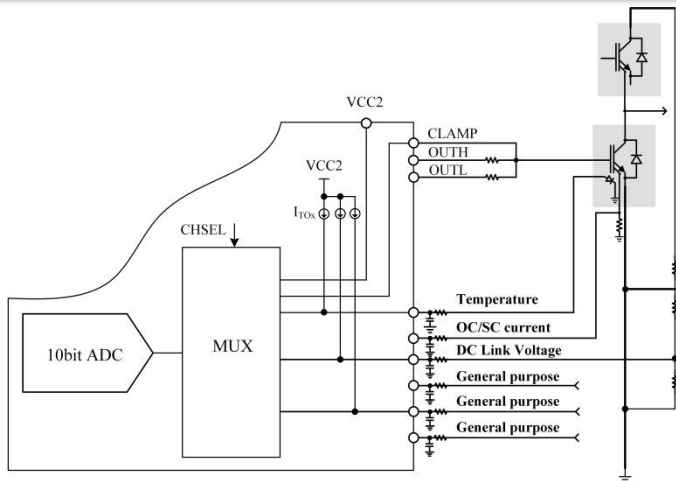 VCC2
CLAMP
OUTH
OUTL
VCC2
ITOx
CHSEL
10bit ADC
MUX
Temperature
OC/SC current
DC Link Voltage
General purpose
General purpose
General purpose